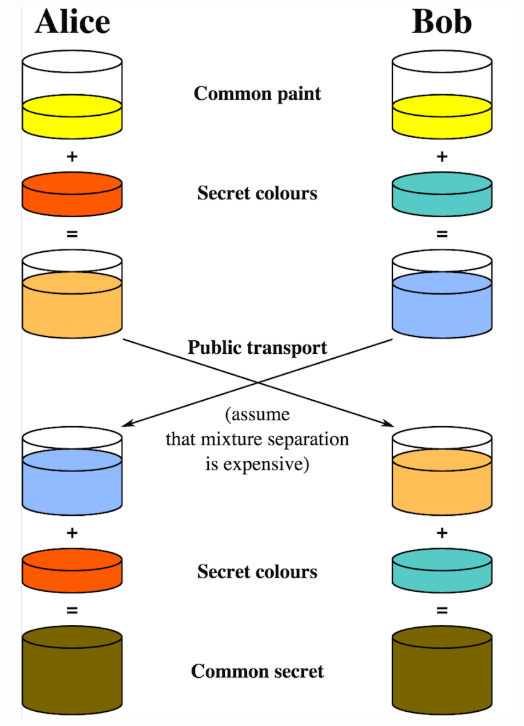 Alice Bob
Common paint
+ +
Secret colours
= =
Public transport
(assume
that mixture separation
is expensive)
+ +
Secret colours
= =
Common secret